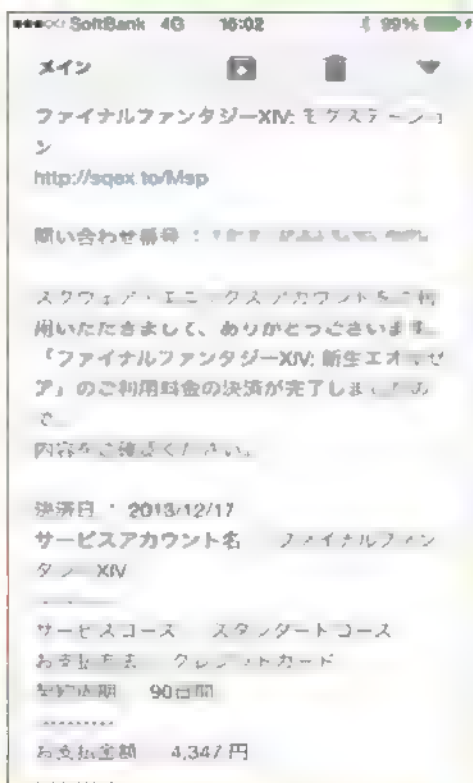 SoftBank 4G 16:02 99%
メイン
ファイナルファンタジーXIV: モグステーショ
ン
http://sqex.to/Msp
問い合わせ番号：
スクウェア・エニックスアカウントをご利
用いただきまして、ありがとうございます。
『ファイナルファンタジーXIV: 新生エオルゼ
ア』のご利用料金の決済が完了しましたの
で、
内容をご確認ください。
決済日：2013/12/17
サービスアカウント名 ファイナルファン
タジーXIV
---------
サービスコース スタンダードコース
お支払方法 クレジットカード
契約周期 90日間
---------
お支払金額 4,347円